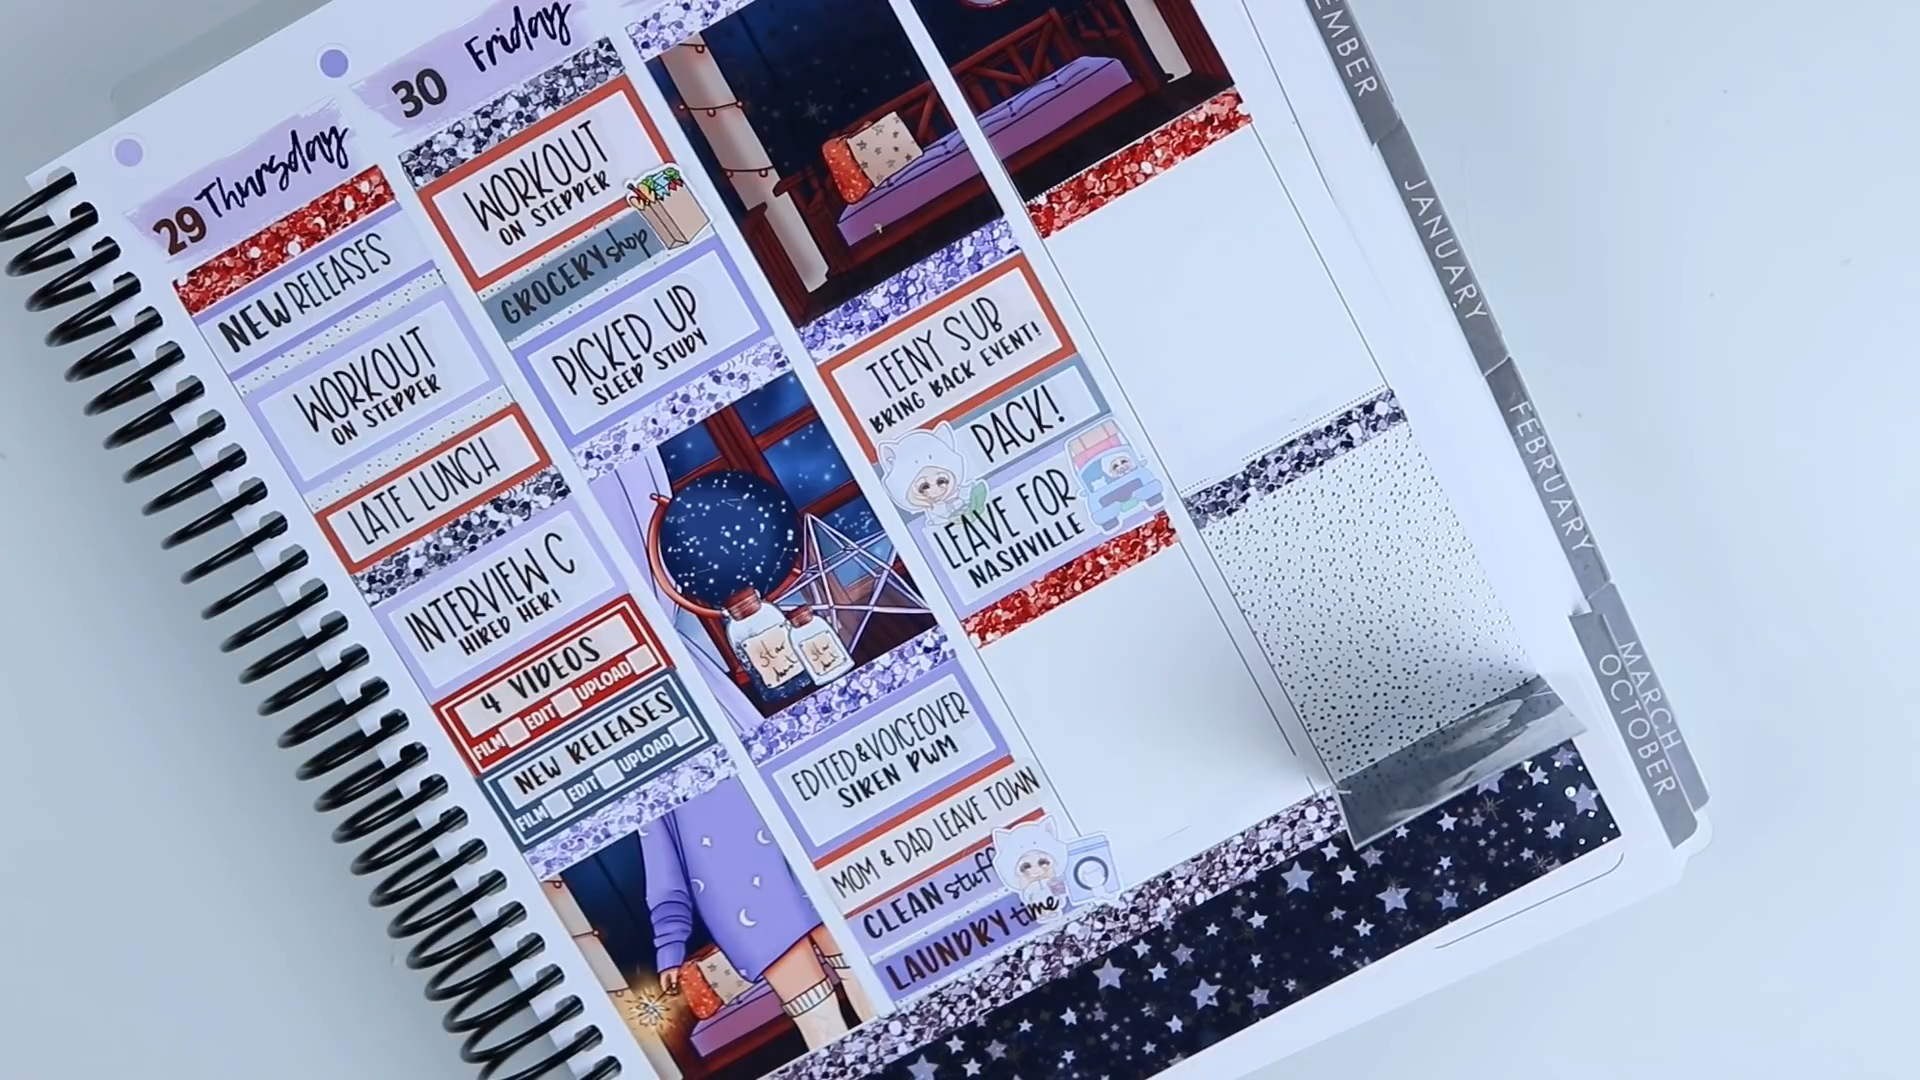 29 Thursday
NEW RELEASES
WORKOUT
ON STEPPER
LATE LUNCH
INTERVIEW C
HIRED HER!
4 VIDEOS
FILM EDIT UPLOAD
NEW RELEASES
FILM EDIT UPLOAD
30 Friday
WORKOUT
ON STEPPER
GROCERY shop
PICKED UP
SLEEP STUDY
Star
Star
EDITED & VOICEOVER
SIREN PWM
MOM & DAD LEAVE TOWN
CLEAN stuff
LAUNDRY time
TEENY SUB
BRING BACK EVENT!
PACK!
LEAVE FOR
NASHVILLE
EMBER
JANUARY
FEBRUARY
MARCH
OCTOBER